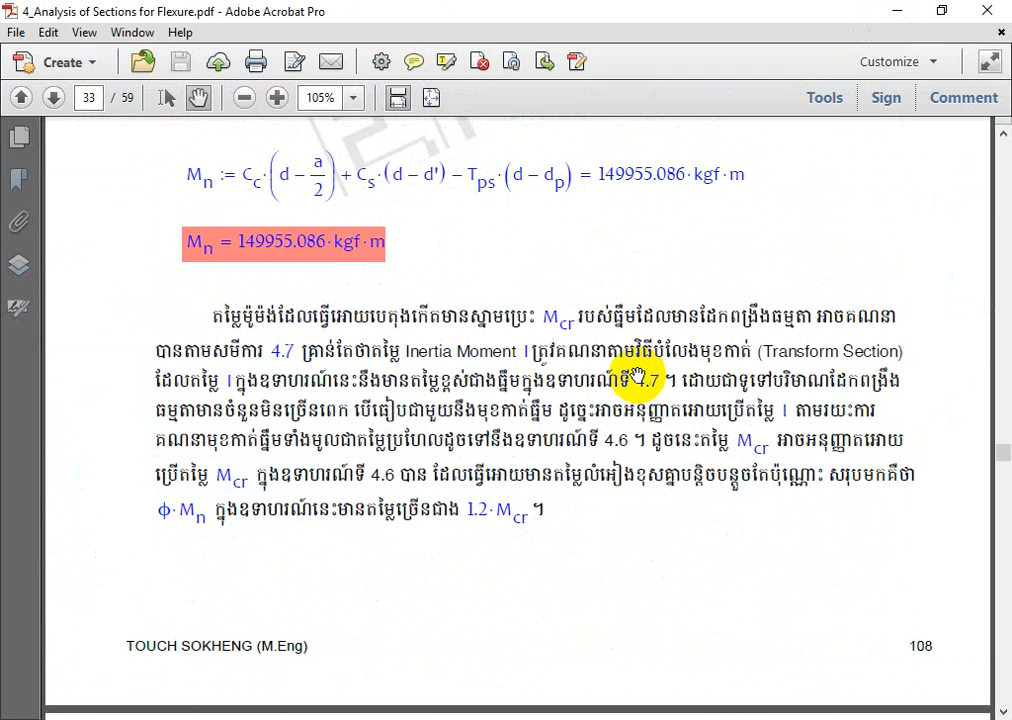 4_Analysis of Sections for Flexure.pdf - Adobe Acrobat Pro
File Edit View Window Help
Create Customize
33 / 59 105% Tools Sign Comment
Mn := Cc·(d − a/2) + Cs·(d − d') − Tps·(d − dp) = 149955.086·kgf·m
Mn = 149955.086·kgf·m
តម្លៃម៉ូម៉ង់ដែលធ្វើអោយបេតុងកើតមានស្នាមប្រេះ Mcr របស់ធ្នឹមដែលមានដែកពង្រឹងធម្មតា អាចគណនា
បានតាមសមីការ 4.7 គ្រាន់តែថាតម្លៃ Inertia Moment I ត្រូវគណនាតាមវិធីបំលែងមុខកាត់ (Transform Section)
ដែលតម្លៃ I ក្នុងឧទាហរណ៍នេះនឹងមានតម្លៃខ្ពស់ជាងធ្នឹមក្នុងឧទាហរណ៍ទី 4.7 ។ ដោយជាទូទៅបរិមាណដែកពង្រឹង
ធម្មតាមានចំនួនមិនច្រើនពេក បើធៀបជាមួយនឹងមុខកាត់ធ្នឹម ដូច្នេះអាចអនុញ្ញាតអោយប្រើតម្លៃ I តាមរយះការ
គណនាមុខកាត់ធ្នឹមទាំងមូលជាតម្លៃប្រហែលដូចទៅនឹងឧទាហរណ៍ទី 4.6 ។ ដូចនេះតម្លៃ Mcr អាចអនុញ្ញាតអោយ
ប្រើតម្លៃ Mcr ក្នុងឧទាហរណ៍ទី 4.6 បាន ដែលធ្វើអោយមានតម្លៃលំអៀងខុសគ្នាបន្តិចបន្តួចតែប៉ុណ្ណោះ សរុបមកគឺថា
ϕ·Mn ក្នុងឧទាហរណ៍នេះមានតម្លៃច្រើនជាង 1.2·Mcr ។
TOUCH SOKHENG (M.Eng) 108